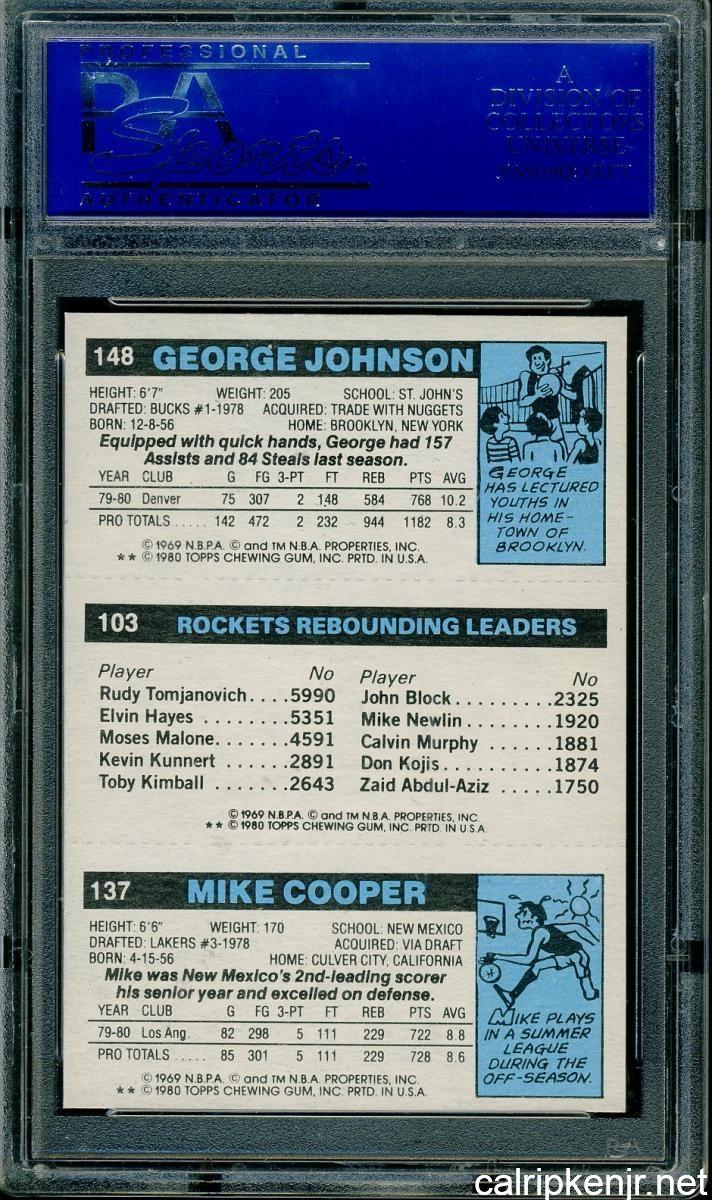 PROFESSIONAL
PSA
Sports
AUTHENTICATOR
A
DIVISION OF
COLLECTORS
UNIVERSE
NASDAQ: CLCT
148 GEORGE JOHNSON
HEIGHT: 6'7" WEIGHT: 205 SCHOOL: ST. JOHN'S
DRAFTED: BUCKS #1-1978 ACQUIRED: TRADE WITH NUGGETS
BORN: 12-8-56 HOME: BROOKLYN, NEW YORK
Equipped with quick hands, George had 157
Assists and 84 Steals last season.
YEAR CLUB G FG 3-PT FT REB PTS AVG
79-80 Denver 75 307 2 148 584 768 10.2
PRO TOTALS ..... 142 472 2 232 944 1182 8.3
© 1969 N.B.P.A. © and TM N.B.A. PROPERTIES, INC.
** © 1980 TOPPS CHEWING GUM, INC. PRTD. IN U.S.A.
GEORGE
HAS LECTURED
YOUTHS IN
HIS HOME-
TOWN OF
BROOKLYN.
103 ROCKETS REBOUNDING LEADERS
Player No Player No
Rudy Tomjanovich....5990 John Block.........2325
Elvin Hayes ........5351 Mike Newlin.........1920
Moses Malone.......4591 Calvin Murphy ......1881
Kevin Kunnert ......2891 Don Kojis..........1874
Toby Kimball .......2643 Zaid Abdul-Aziz .....1750
© 1969 N.B.P.A. © and TM N.B.A. PROPERTIES, INC.
** © 1980 TOPPS CHEWING GUM, INC. PRTD. IN U.S.A.
137 MIKE COOPER
HEIGHT: 6'6" WEIGHT: 170 SCHOOL: NEW MEXICO
DRAFTED: LAKERS #3-1978 ACQUIRED: VIA DRAFT
BORN: 4-15-56 HOME: CULVER CITY, CALIFORNIA
Mike was New Mexico's 2nd-leading scorer
his senior year and excelled on defense.
YEAR CLUB G FG 3-PT FT REB PTS AVG
79-80 Los Ang. 82 298 5 111 229 722 8.8
PRO TOTALS ..... 85 301 5 111 229 728 8.6
© 1969 N.B.P.A. © and TM N.B.A. PROPERTIES, INC.
** © 1980 TOPPS CHEWING GUM, INC. PRTD. IN U.S.A.
MIKE PLAYS
IN A SUMMER
LEAGUE
DURING THE
OFF-SEASON.
PSA
calripkenjr.net